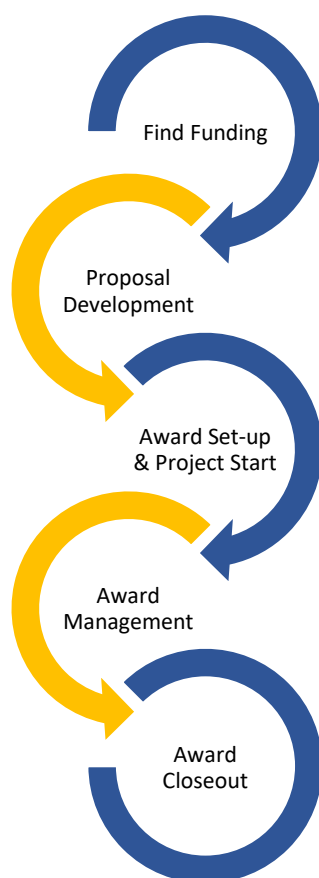 Find Funding
Proposal
Development
Award Set-up
& Project Start
Award
Management
Award
Closeout